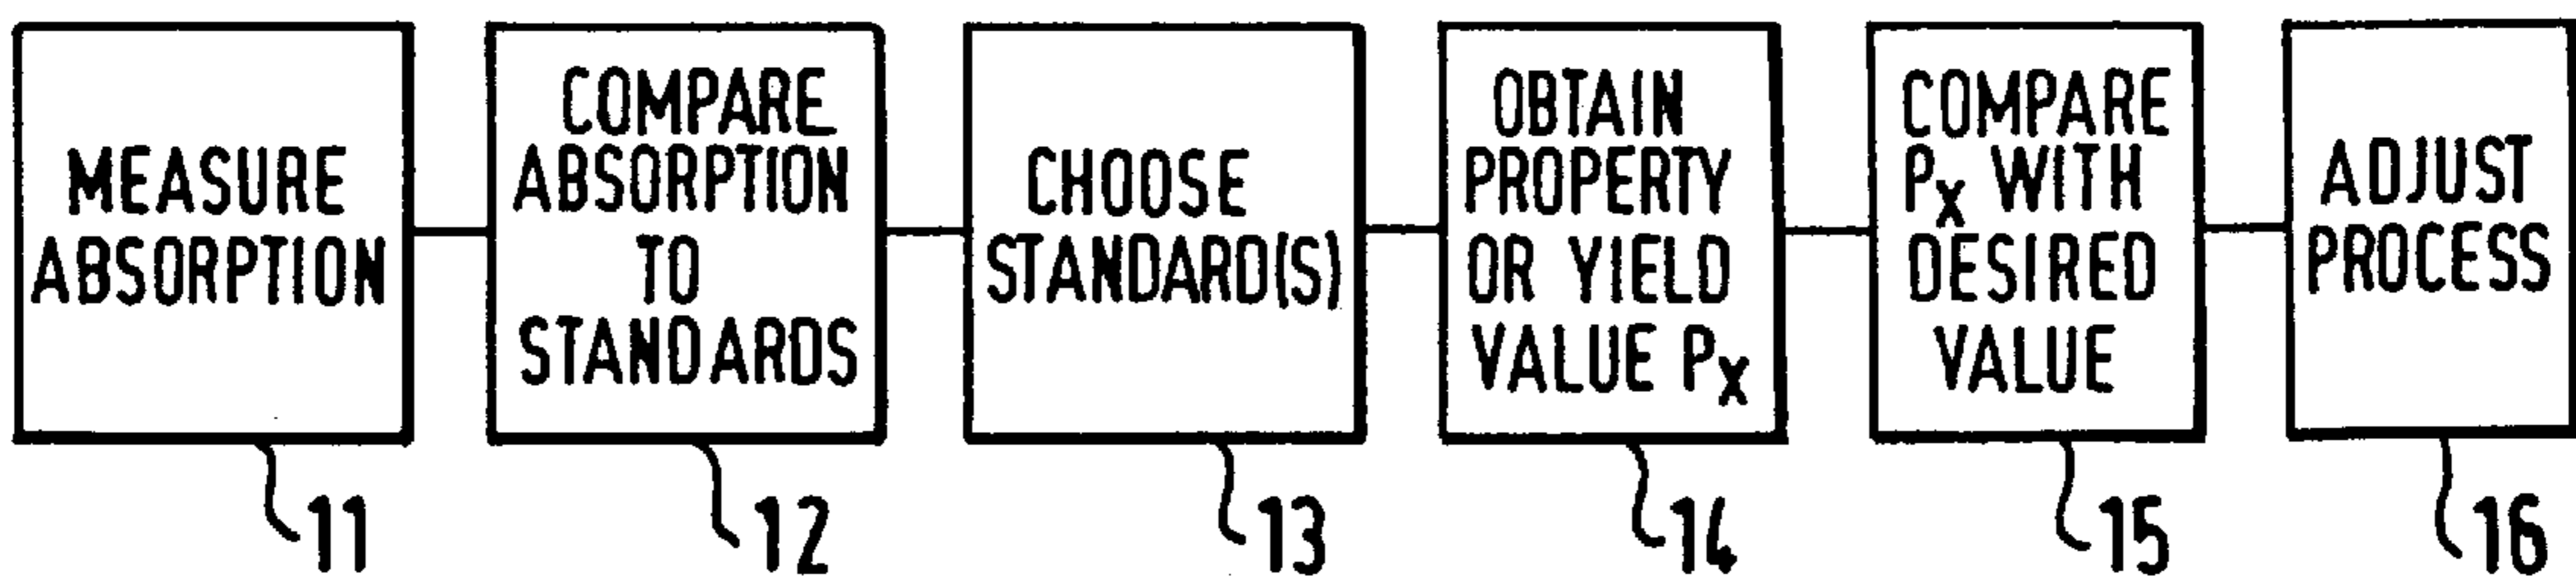 MEASURE
ABSORPTION
COMPARE
ABSORPTION
TO
STANDARDS
CHOOSE
STANDARD(S)
OBTAIN
PROPERTY
OR YIELD
VALUE PX
COMPARE
PX WITH
DESIRED
VALUE
ADJUST
PROCESS
11
12
13
14
15
16